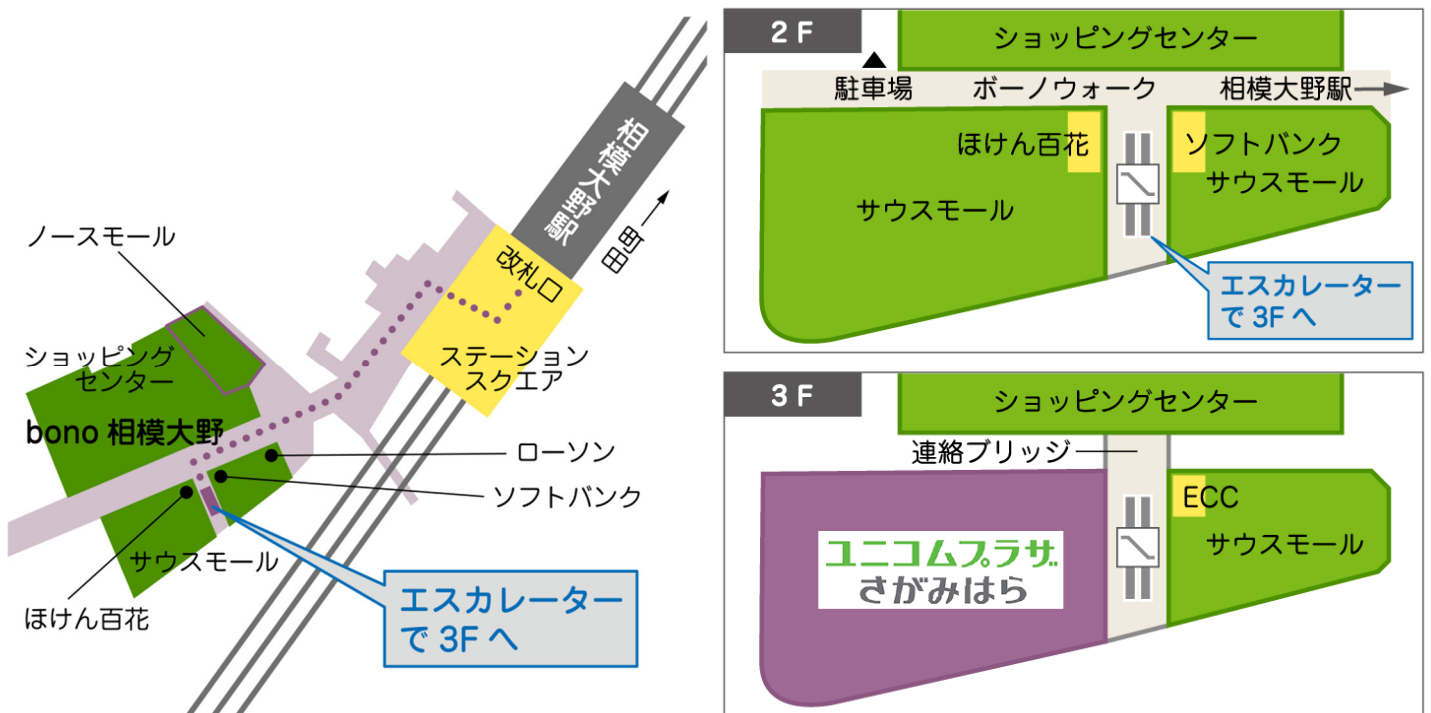 相模大野駅
町田
改札口
ステーション
スクエア
ノースモール
ショッピング
センター
bono 相模大野
ローソン
ソフトバンク
サウスモール
ほけん百花
エスカレーター
で 3F へ
2 F
ショッピングセンター
駐車場
ボーノウォーク
相模大野駅
ほけん百花
ソフトバンク
サウスモール
サウスモール
エスカレーター
で 3F へ
3 F
ショッピングセンター
連絡ブリッジ
ECC
サウスモール
ユニコムプラザ
さがみはら